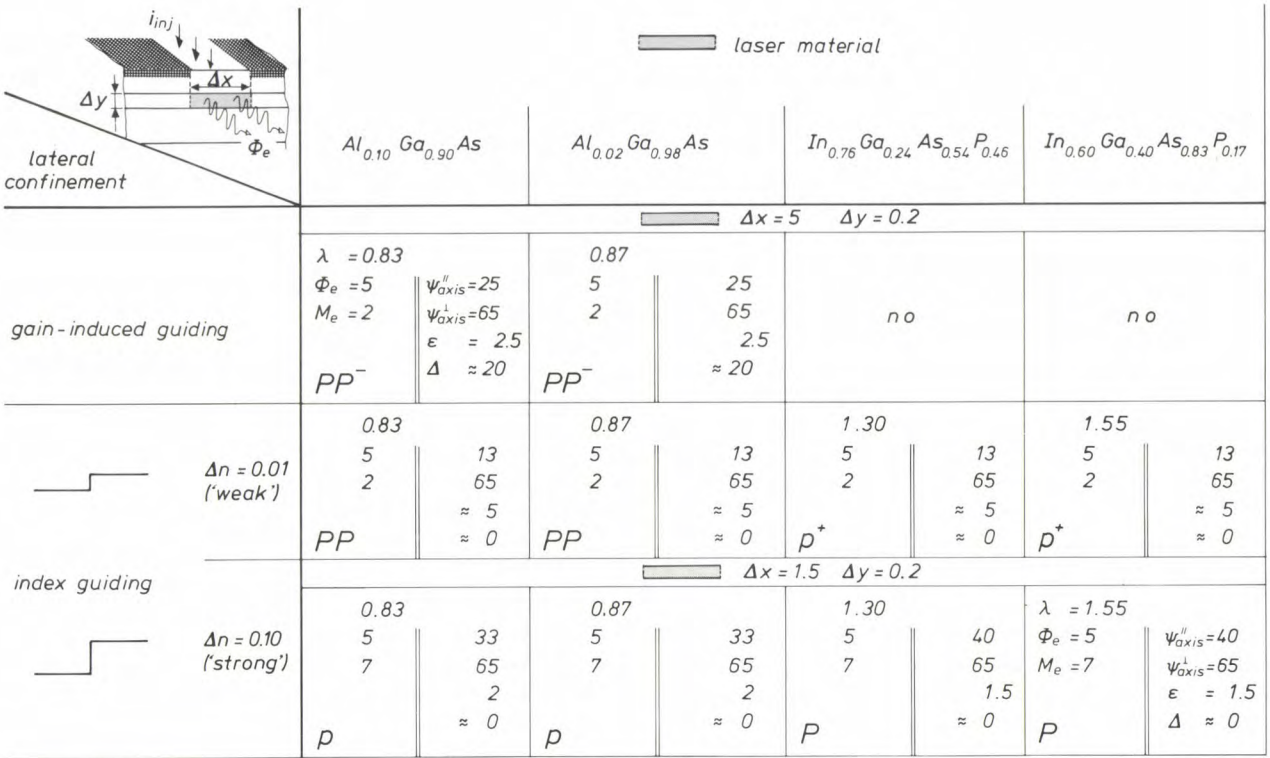 i_inj
Δx
Δy
Φ_e
lateral
confinement
laser material
Al_0.10 Ga_0.90 As
Al_0.02 Ga_0.98 As
In_0.76 Ga_0.24 As_0.54 P_0.46
In_0.60 Ga_0.40 As_0.83 P_0.17
Δx = 5 Δy = 0.2
gain-induced guiding
λ = 0.83
Φ_e = 5 ψ^∥_axis = 25
M_e = 2 ψ^⊥_axis = 65
ε = 2.5
Δ ≈ 20
PP⁻
0.87
5 25
2 65
2.5
≈ 20
PP⁻
no
no
index guiding
Δn = 0.01
('weak')
0.83
5 13
2 65
≈ 5
≈ 0
PP
0.87
5 13
2 65
≈ 5
≈ 0
PP
1.30
5 13
2 65
≈ 5
≈ 0
p⁺
1.55
5 13
2 65
≈ 5
≈ 0
p⁺
Δx = 1.5 Δy = 0.2
Δn = 0.10
('strong')
0.83
5 33
7 65
2
≈ 0
p
0.87
5 33
7 65
2
≈ 0
p
1.30
5 40
7 65
1.5
≈ 0
P
λ = 1.55
Φ_e = 5 ψ^∥_axis = 40
M_e = 7 ψ^⊥_axis = 65
ε = 1.5
Δ ≈ 0
P